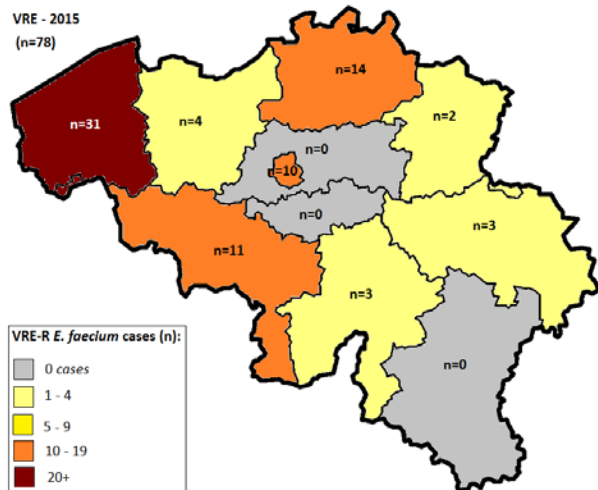 VRE - 2015
(n=78)
n=14
n=31
n=4
n=2
n=0
n=10
n=0
n=3
n=11
n=3
n=0
VRE-R E. faecium cases (n):
0 cases
1 - 4
5 - 9
10 - 19
20+